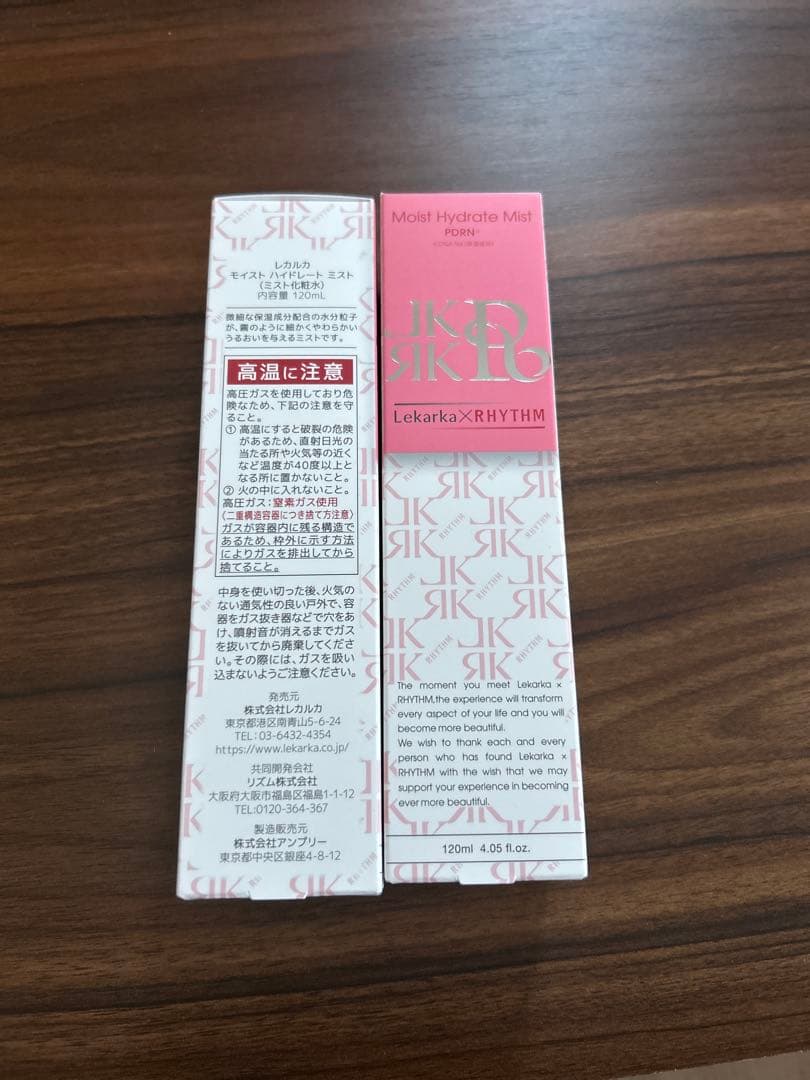 レカルカ
モイスト ハイドレート ミスト
（ミスト化粧水）
内容量 120mL
微細な保湿成分配合の水分粒子
が、霧のように細かくやわらかい
うるおいを与えるミストです。
高温に注意
高圧ガスを使用しており危
険なため、下記の注意を守
ること。
① 高温にすると破裂の危険
があるため、直射日光の
当たる所や火気等の近く
など温度が40度以上と
なる所に置かないこと。
② 火の中に入れないこと。
高圧ガス：窒素ガス使用
〈二重構造容器につき捨て方注意〉
ガスが容器内に残る構造で
あるため、枠外に示す方法
によりガスを排出してから
捨てること。
中身を使い切った後、火気の
ない通気性の良い戸外で、容
器をガス抜き器などで穴をあ
け、噴射音が消えるまでガス
を抜いてから廃棄してくださ
い。その際には、ガスを吸い
込まないようご注意ください。
発売元
株式会社レカルカ
東京都港区南青山5-6-24
TEL：03-6432-4354
https://www.lekarka.co.jp/
共同開発会社
リズム株式会社
大阪府大阪市福島区福島1-1-12
TEL:0120-364-367
製造販売元
株式会社アンプリー
東京都中央区銀座4-8-12
Moist Hydrate Mist
PDRN
JK R
RK
Lekarka×RHYTHM
The moment you meet Lekarka ×
RHYTHM,the experience will transform
every aspect of your life and you will
become more beautiful.
We wish to thank each and every
person who has found Lekarka ×
RHYTHM with the wish that we may
support your experience in becoming
ever more beautiful.
120ml 4.05 fl.oz.